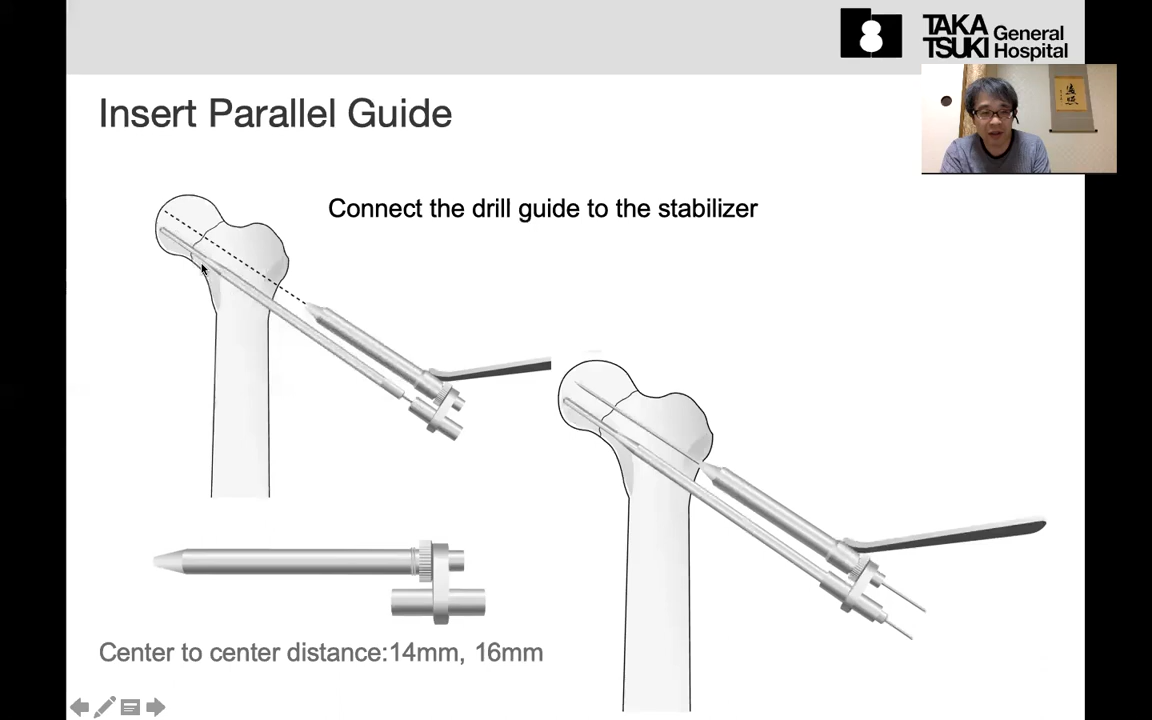 TAKA
TSUKI General
Hospital
Insert Parallel Guide
Connect the drill guide to the stabilizer
Center to center distance:14mm, 16mm